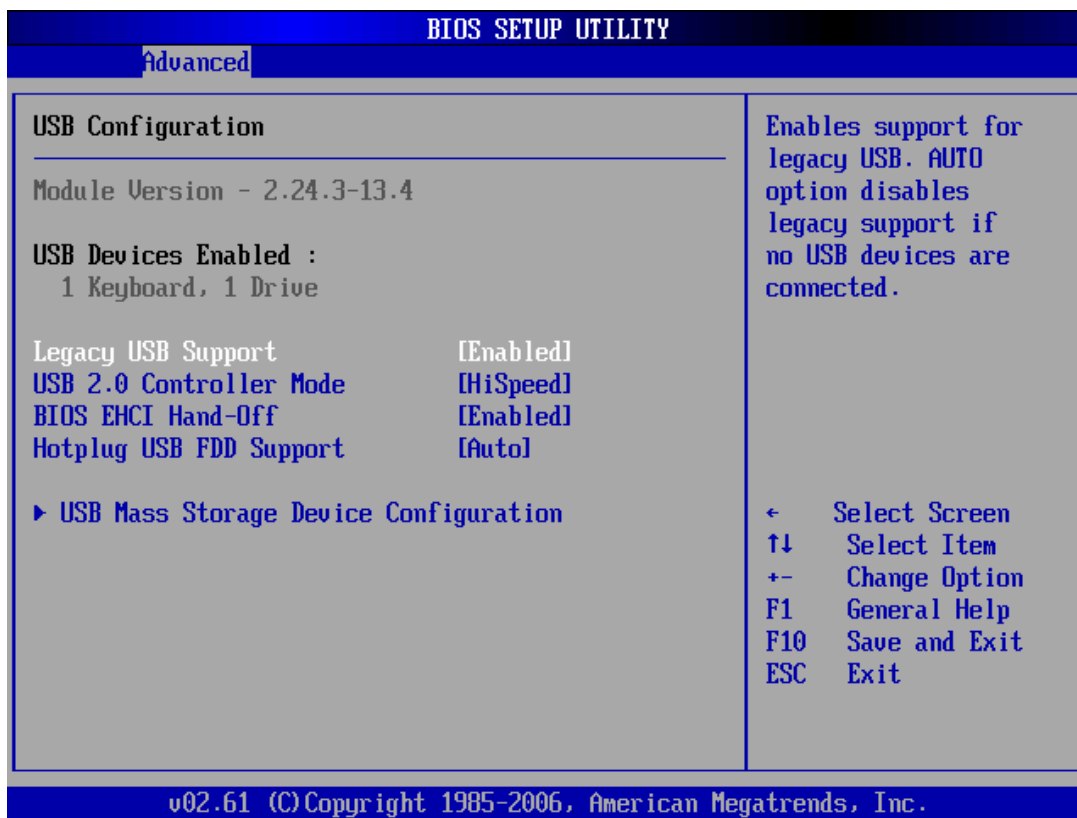 BIOS SETUP UTILITY
Advanced
USB Configuration
Module Version - 2.24.3-13.4
USB Devices Enabled :
1 Keyboard, 1 Drive
Legacy USB Support [Enabled]
USB 2.0 Controller Mode [HiSpeed]
BIOS EHCI Hand-Off [Enabled]
Hotplug USB FDD Support [Auto]
▶ USB Mass Storage Device Configuration
Enables support for
legacy USB. AUTO
option disables
legacy support if
no USB devices are
connected.
← Select Screen
↑↓ Select Item
+- Change Option
F1 General Help
F10 Save and Exit
ESC Exit
v02.61 (C)Copyright 1985-2006, American Megatrends, Inc.